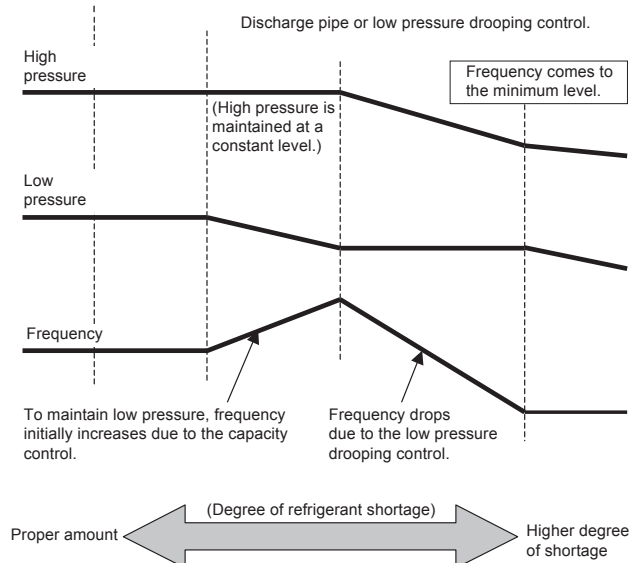 Discharge pipe or low pressure drooping control.
High
pressure
Frequency comes to
the minimum level.
(High pressure is
maintained at a
constant level.)
Low
pressure
Frequency
To maintain low pressure, frequency
initially increases due to the capacity
control.
Frequency drops
due to the low pressure
drooping control.
(Degree of refrigerant shortage)
Proper amount
Higher degree
of shortage